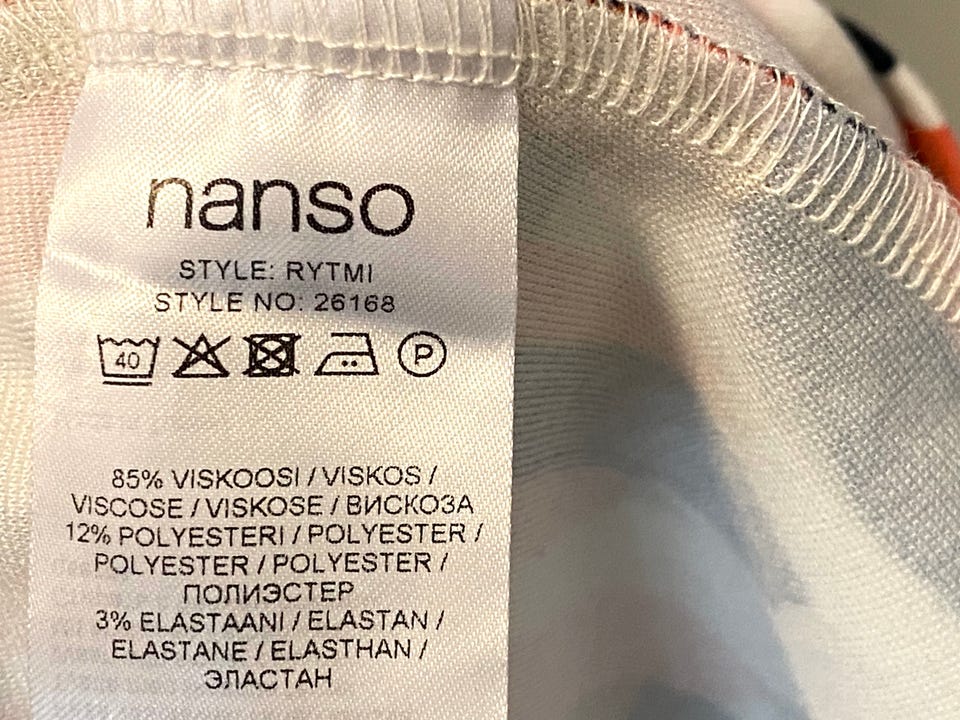 nanso
STYLE: RYTMI
STYLE NO: 26168
40 P
85% VISKOOSI / VISKOS /
VISCOSE / VISKOSE / ВИСКОЗА
12% POLYESTERI / POLYESTER /
POLYESTER / POLYESTER /
ПОЛИЭСТЕР
3% ELASTAANI / ELASTAN /
ELASTANE / ELASTHAN /
ЭЛАСТАН